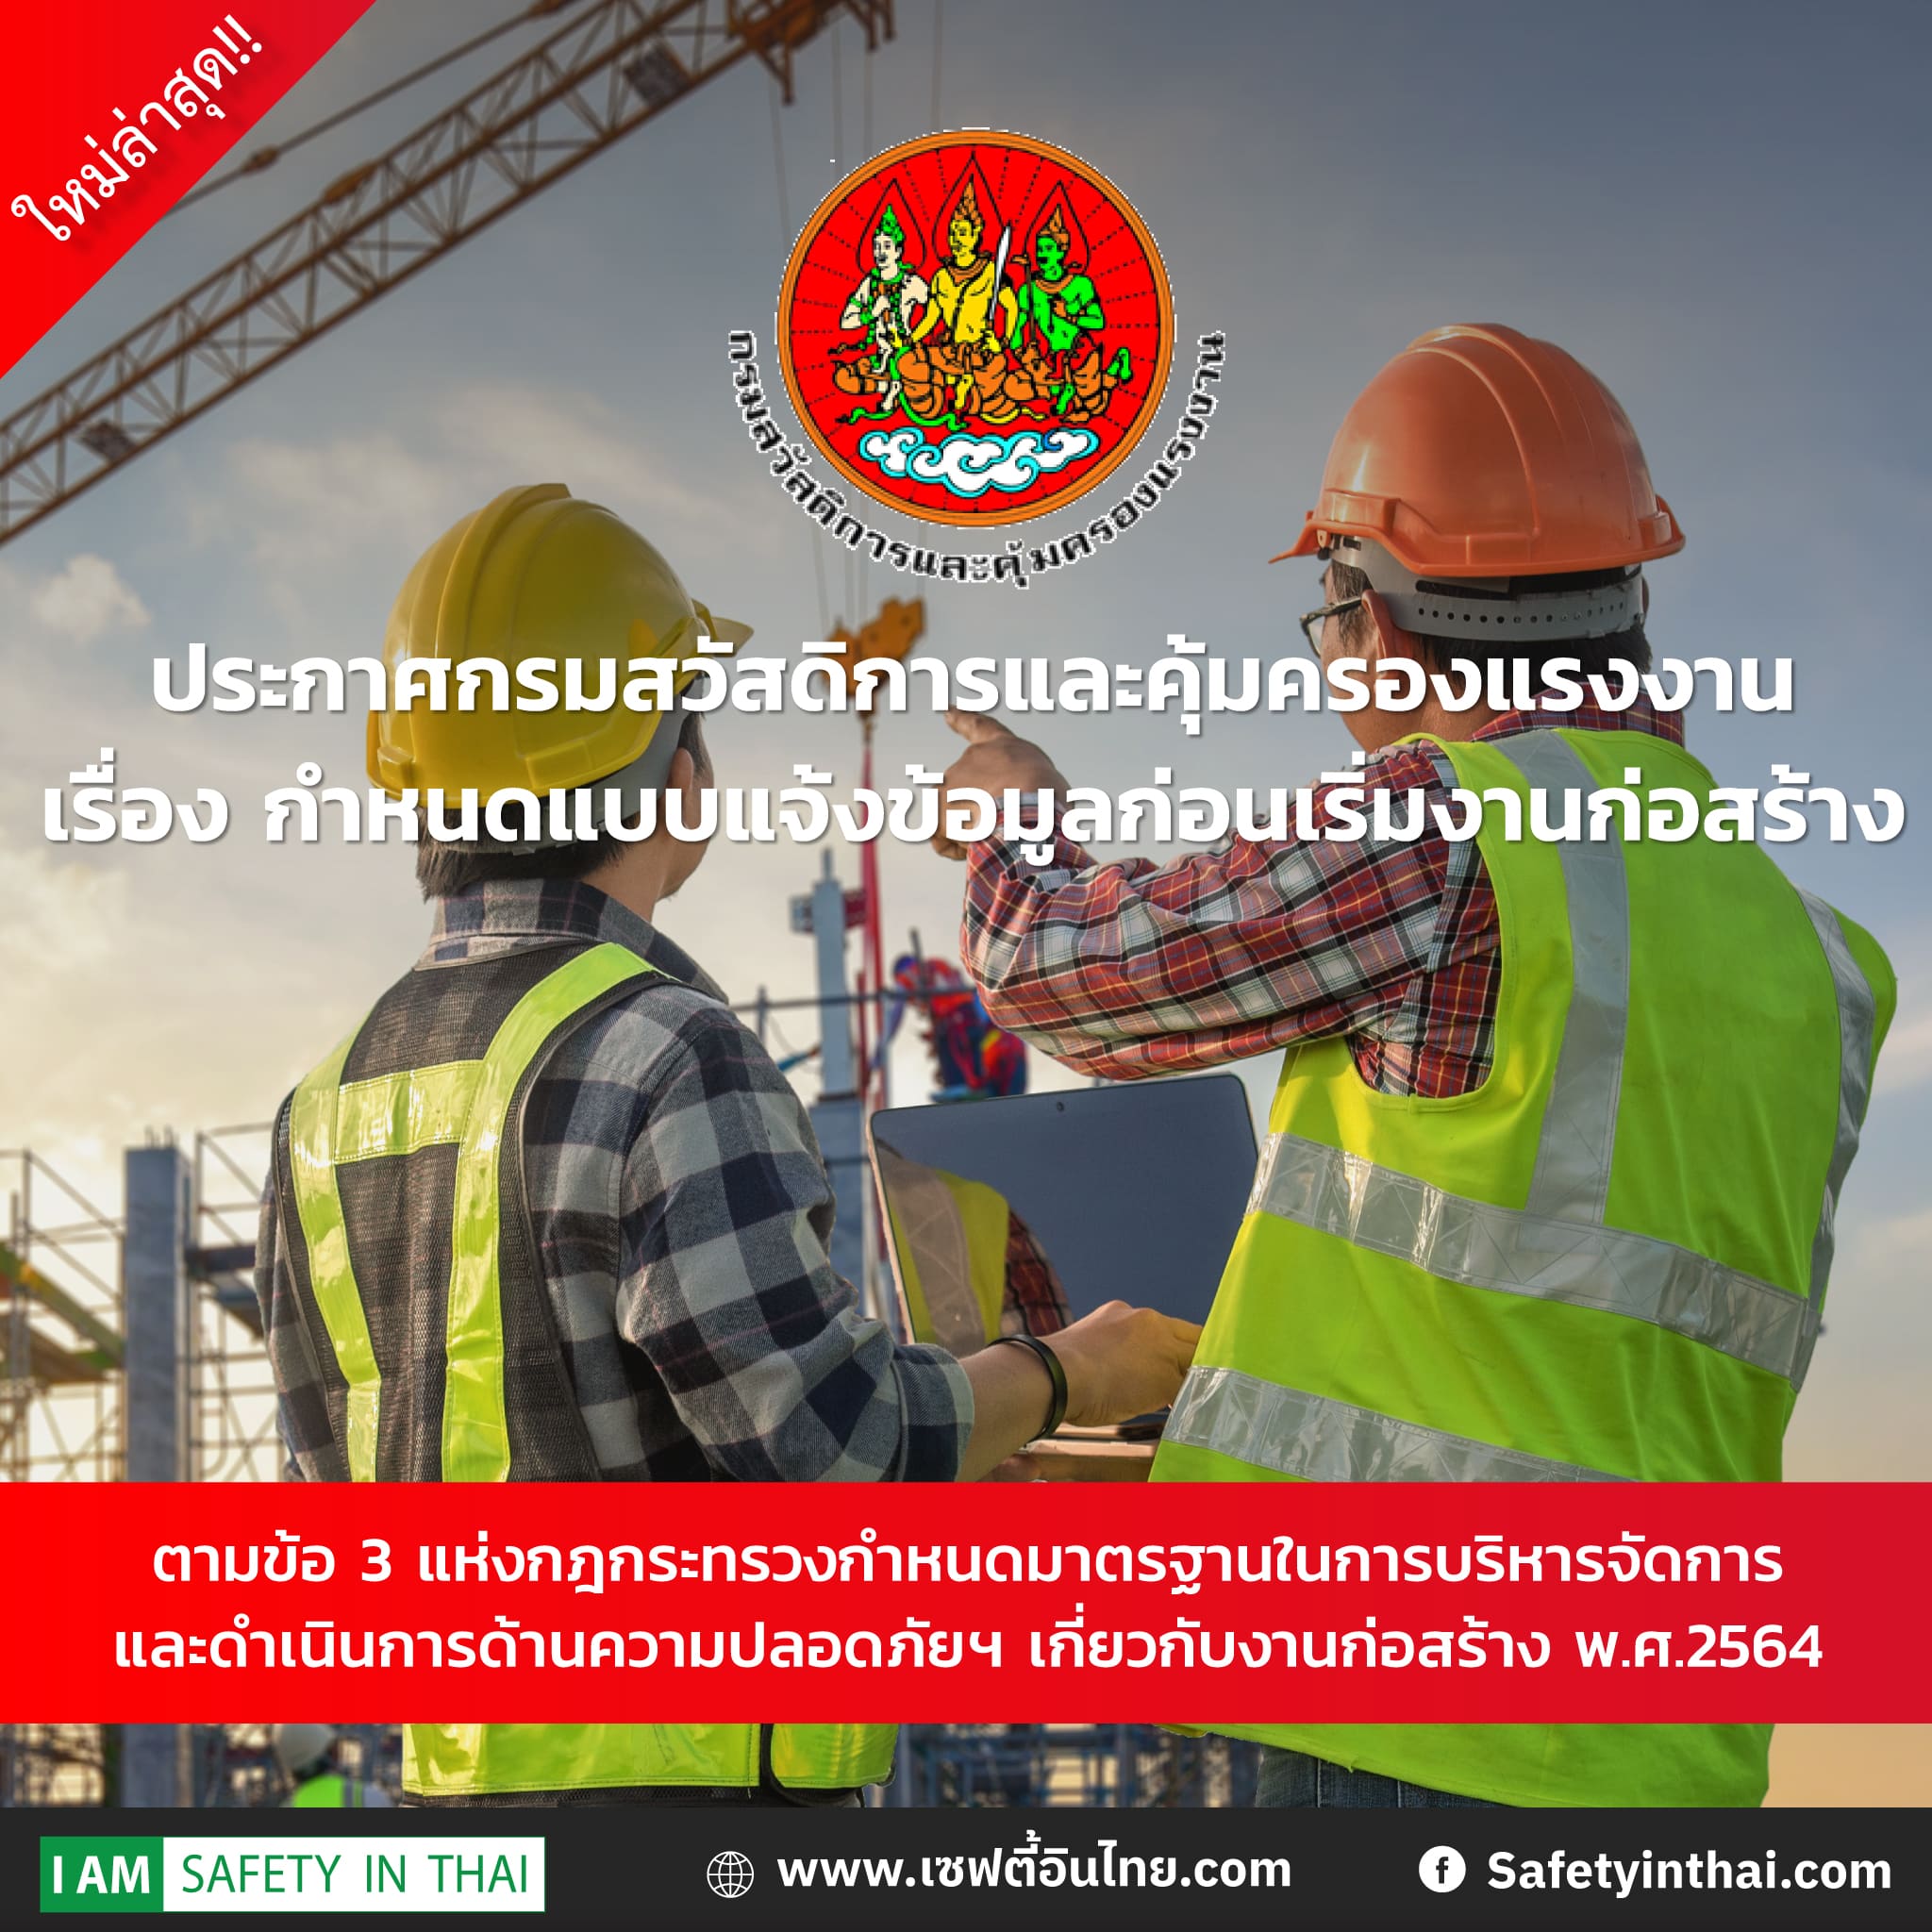 ใหม่ล่าสุด!!
กรมสวัสดิการและคุ้มครองแรงงาน
ประกาศกรมสวัสดิการและคุ้มครองแรงงาน
เรื่อง กำหนดแบบแจ้งข้อมูลก่อนเริ่มงานก่อสร้าง
ตามข้อ 3 แห่งกฎกระทรวงกำหนดมาตรฐานในการบริหารจัดการ
และดำเนินการด้านความปลอดภัยฯ เกี่ยวกับงานก่อสร้าง พ.ศ.2564
I AM SAFETY IN THAI
www.เซฟตี้อินไทย.com
Safetyinthai.com